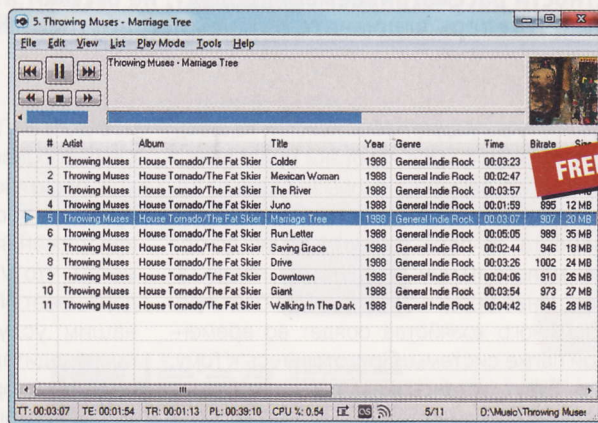 5. Throwing Muses - Marriage Tree
File Edit View List Play Mode Tools Help
Throwing Muses - Marriage Tree
# Artist Album Title Year Genre Time Bitrate Size
1 Throwing Muses House Tornado/The Fat Skier Colder 1988 General Indie Rock 00:03:23
2 Throwing Muses House Tornado/The Fat Skier Mexican Woman 1988 General Indie Rock 00:02:47
FREE
3 Throwing Muses House Tornado/The Fat Skier The River 1988 General Indie Rock 00:03:57
4 Throwing Muses House Tornado/The Fat Skier Juno 1988 General Indie Rock 00:01:59 895 12 MB
5 Throwing Muses House Tornado/The Fat Skier Marriage Tree 1988 General Indie Rock 00:03:07 907 20 MB
6 Throwing Muses House Tornado/The Fat Skier Run Letter 1988 General Indie Rock 00:05:05 989 35 MB
7 Throwing Muses House Tornado/The Fat Skier Saving Grace 1988 General Indie Rock 00:02:44 946 18 MB
8 Throwing Muses House Tornado/The Fat Skier Drive 1988 General Indie Rock 00:03:26 1002 24 MB
9 Throwing Muses House Tornado/The Fat Skier Downtown 1988 General Indie Rock 00:04:06 910 26 MB
10 Throwing Muses House Tornado/The Fat Skier Giant 1988 General Indie Rock 00:03:54 973 27 MB
11 Throwing Muses House Tornado/The Fat Skier Walking In The Dark 1988 General Indie Rock 00:04:42 846 28 MB
TT: 00:03:07 TE: 00:01:54 TR: 00:01:13 PL: 00:39:10 CPU %: 0.54 os 5/11 D:\Music\Throwing Muses